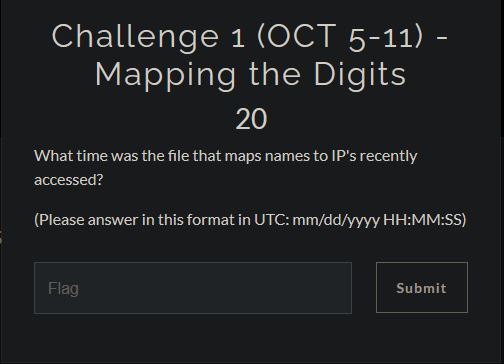 Challenge 1 (OCT 5-11) -
Mapping the Digits
20
What time was the file that maps names to IP's recently
accessed?
(Please answer in this format in UTC: mm/dd/yyyy HH:MM:SS)
Flag
Submit